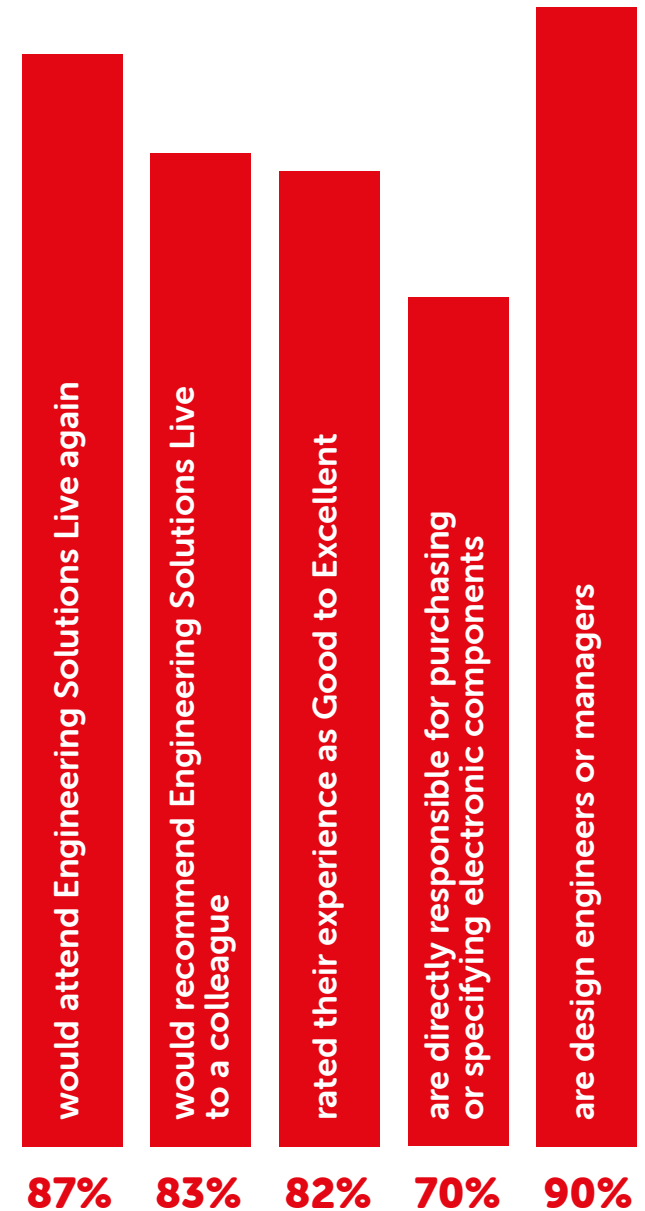 would attend Engineering Solutions Live again
would recommend Engineering Solutions Live
to a colleague
rated their experience as Good to Excellent
are directly responsible for purchasing
or specifying electronic components
are design engineers or managers
87%
83%
82%
70%
90%